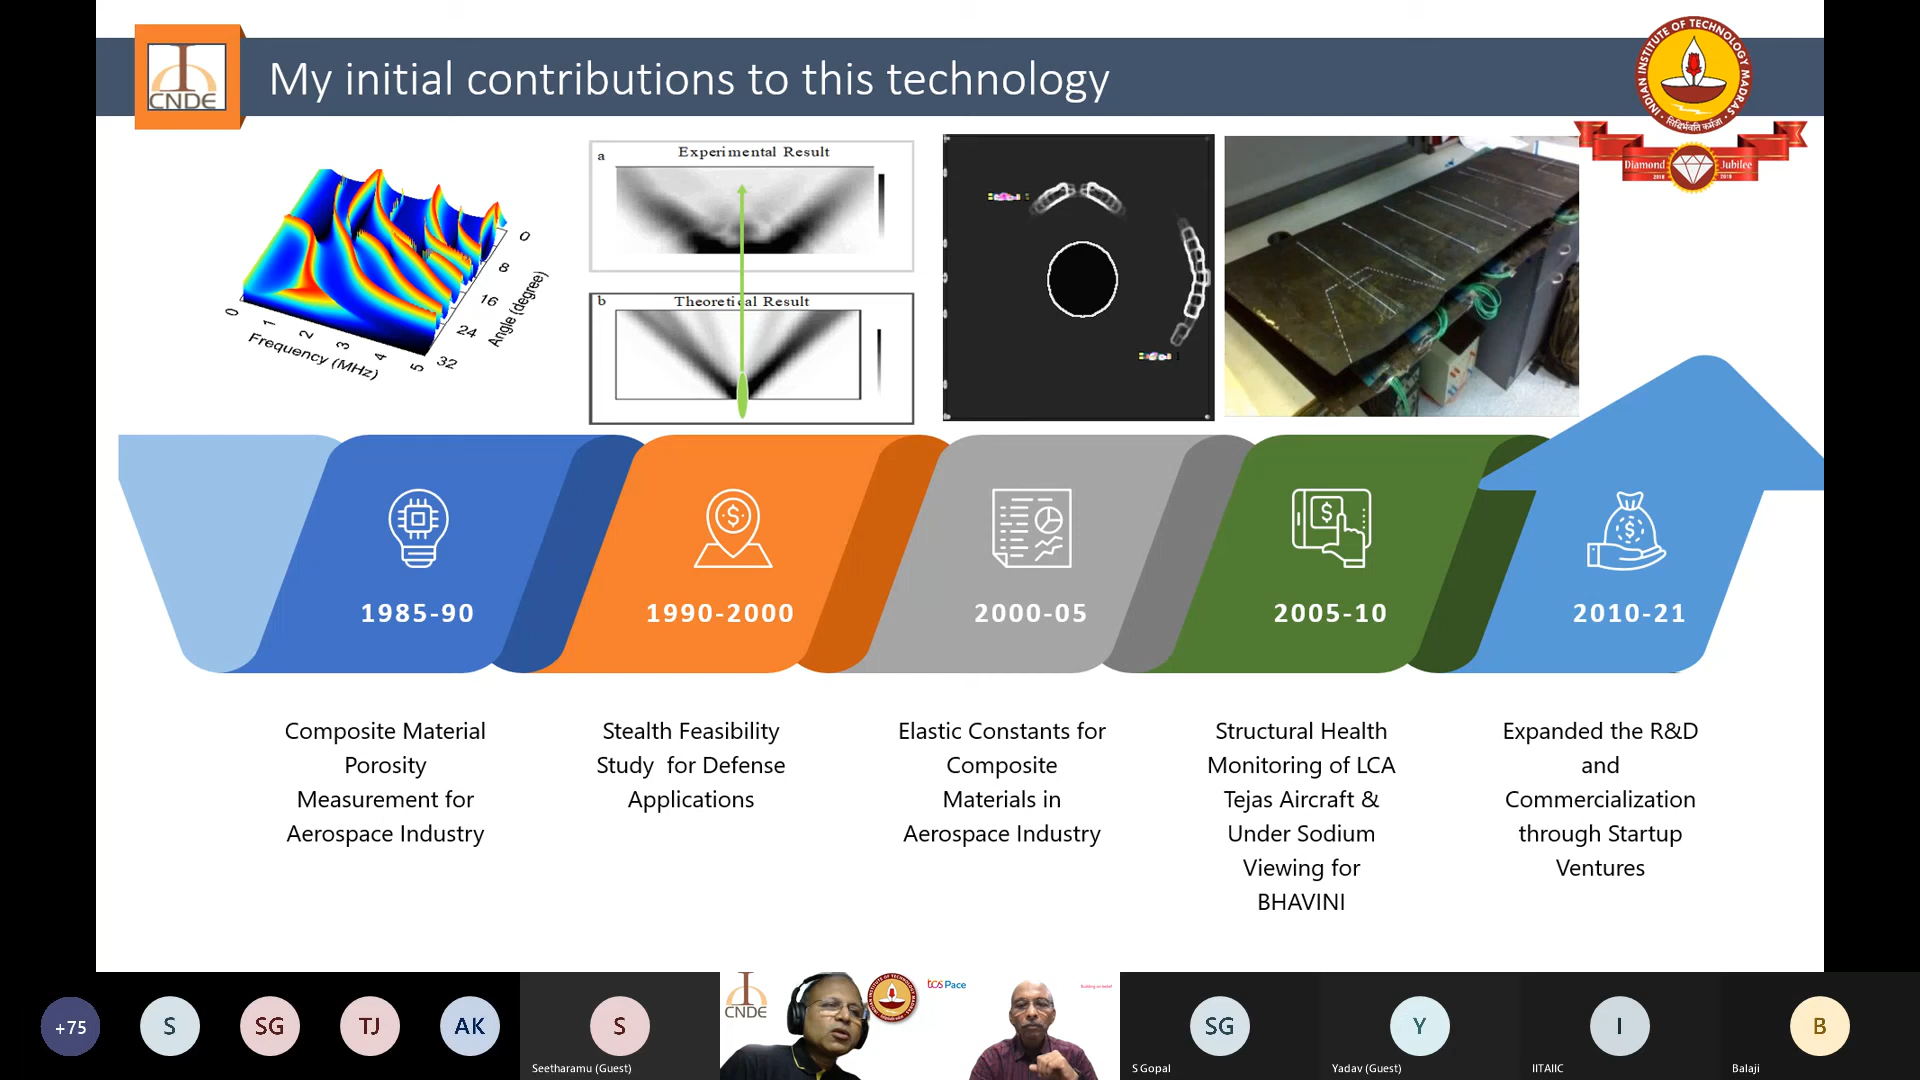 CNDE
My initial contributions to this technology
INDIAN INSTITUTE OF TECHNOLOGY MADRAS
सिद्धिर्भवति कर्मजा
Diamond Jubilee
a
Experimental Result
b
Theoretical Result
0
1
2
3
4
5
Frequency (MHz)
0
8
16
24
32
Angle (degree)
1985-90
1990-2000
2000-05
2005-10
2010-21
Composite Material
Porosity
Measurement for
Aerospace Industry
Stealth Feasibility
Study for Defense
Applications
Elastic Constants for
Composite
Materials in
Aerospace Industry
Structural Health
Monitoring of LCA
Tejas Aircraft &
Under Sodium
Viewing for
BHAVINI
Expanded the R&D
and
Commercialization
through Startup
Ventures
+75
S
SG
TJ
AK
S
Seetharamu (Guest)
CNDE
tcs Pace
SG
S Gopal
Y
Yadav (Guest)
I
IITAIIC
B
Balaji